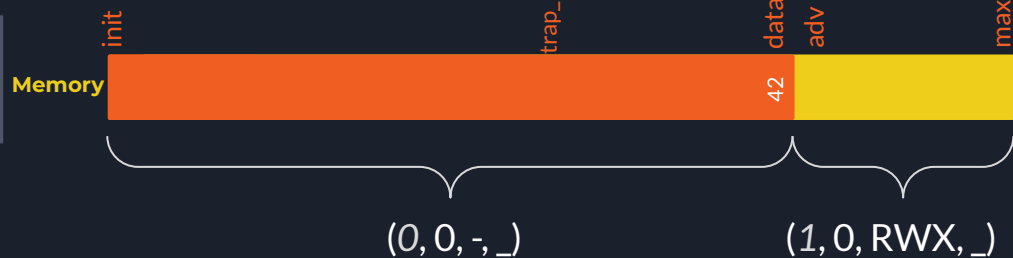 init
trap_
data
adv
max
Memory
42
(0, 0, -, _)
(1, 0, RWX, _)